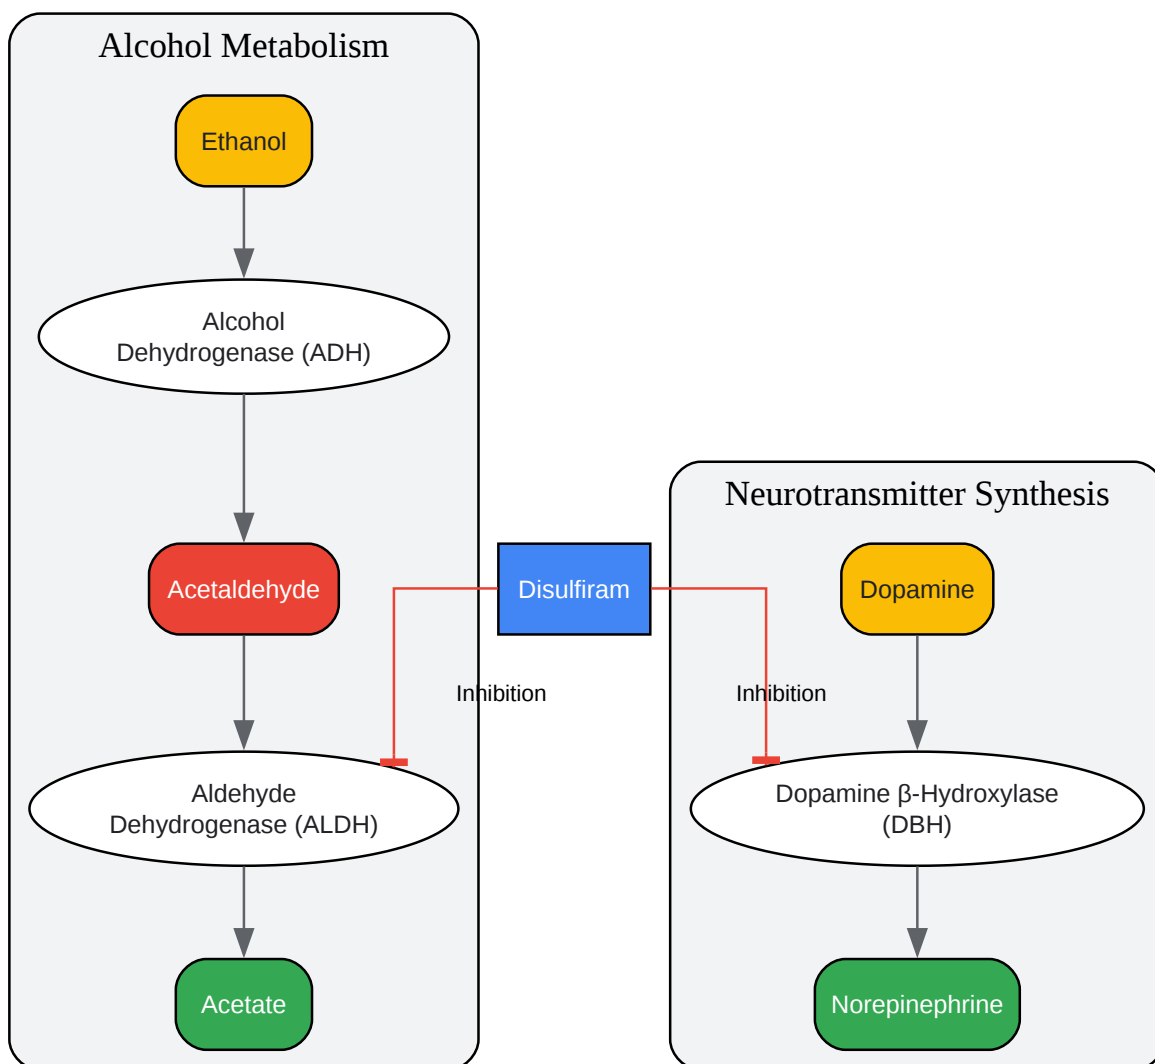 Alcohol Metabolism
Ethanol
Alcohol
Dehydrogenase (ADH)
Acetaldehyde
Aldehyde
Dehydrogenase (ALDH)
Acetate
Disulfiram
Inhibition
Inhibition
Neurotransmitter Synthesis
Dopamine
Dopamine β-Hydroxylase
(DBH)
Norepinephrine